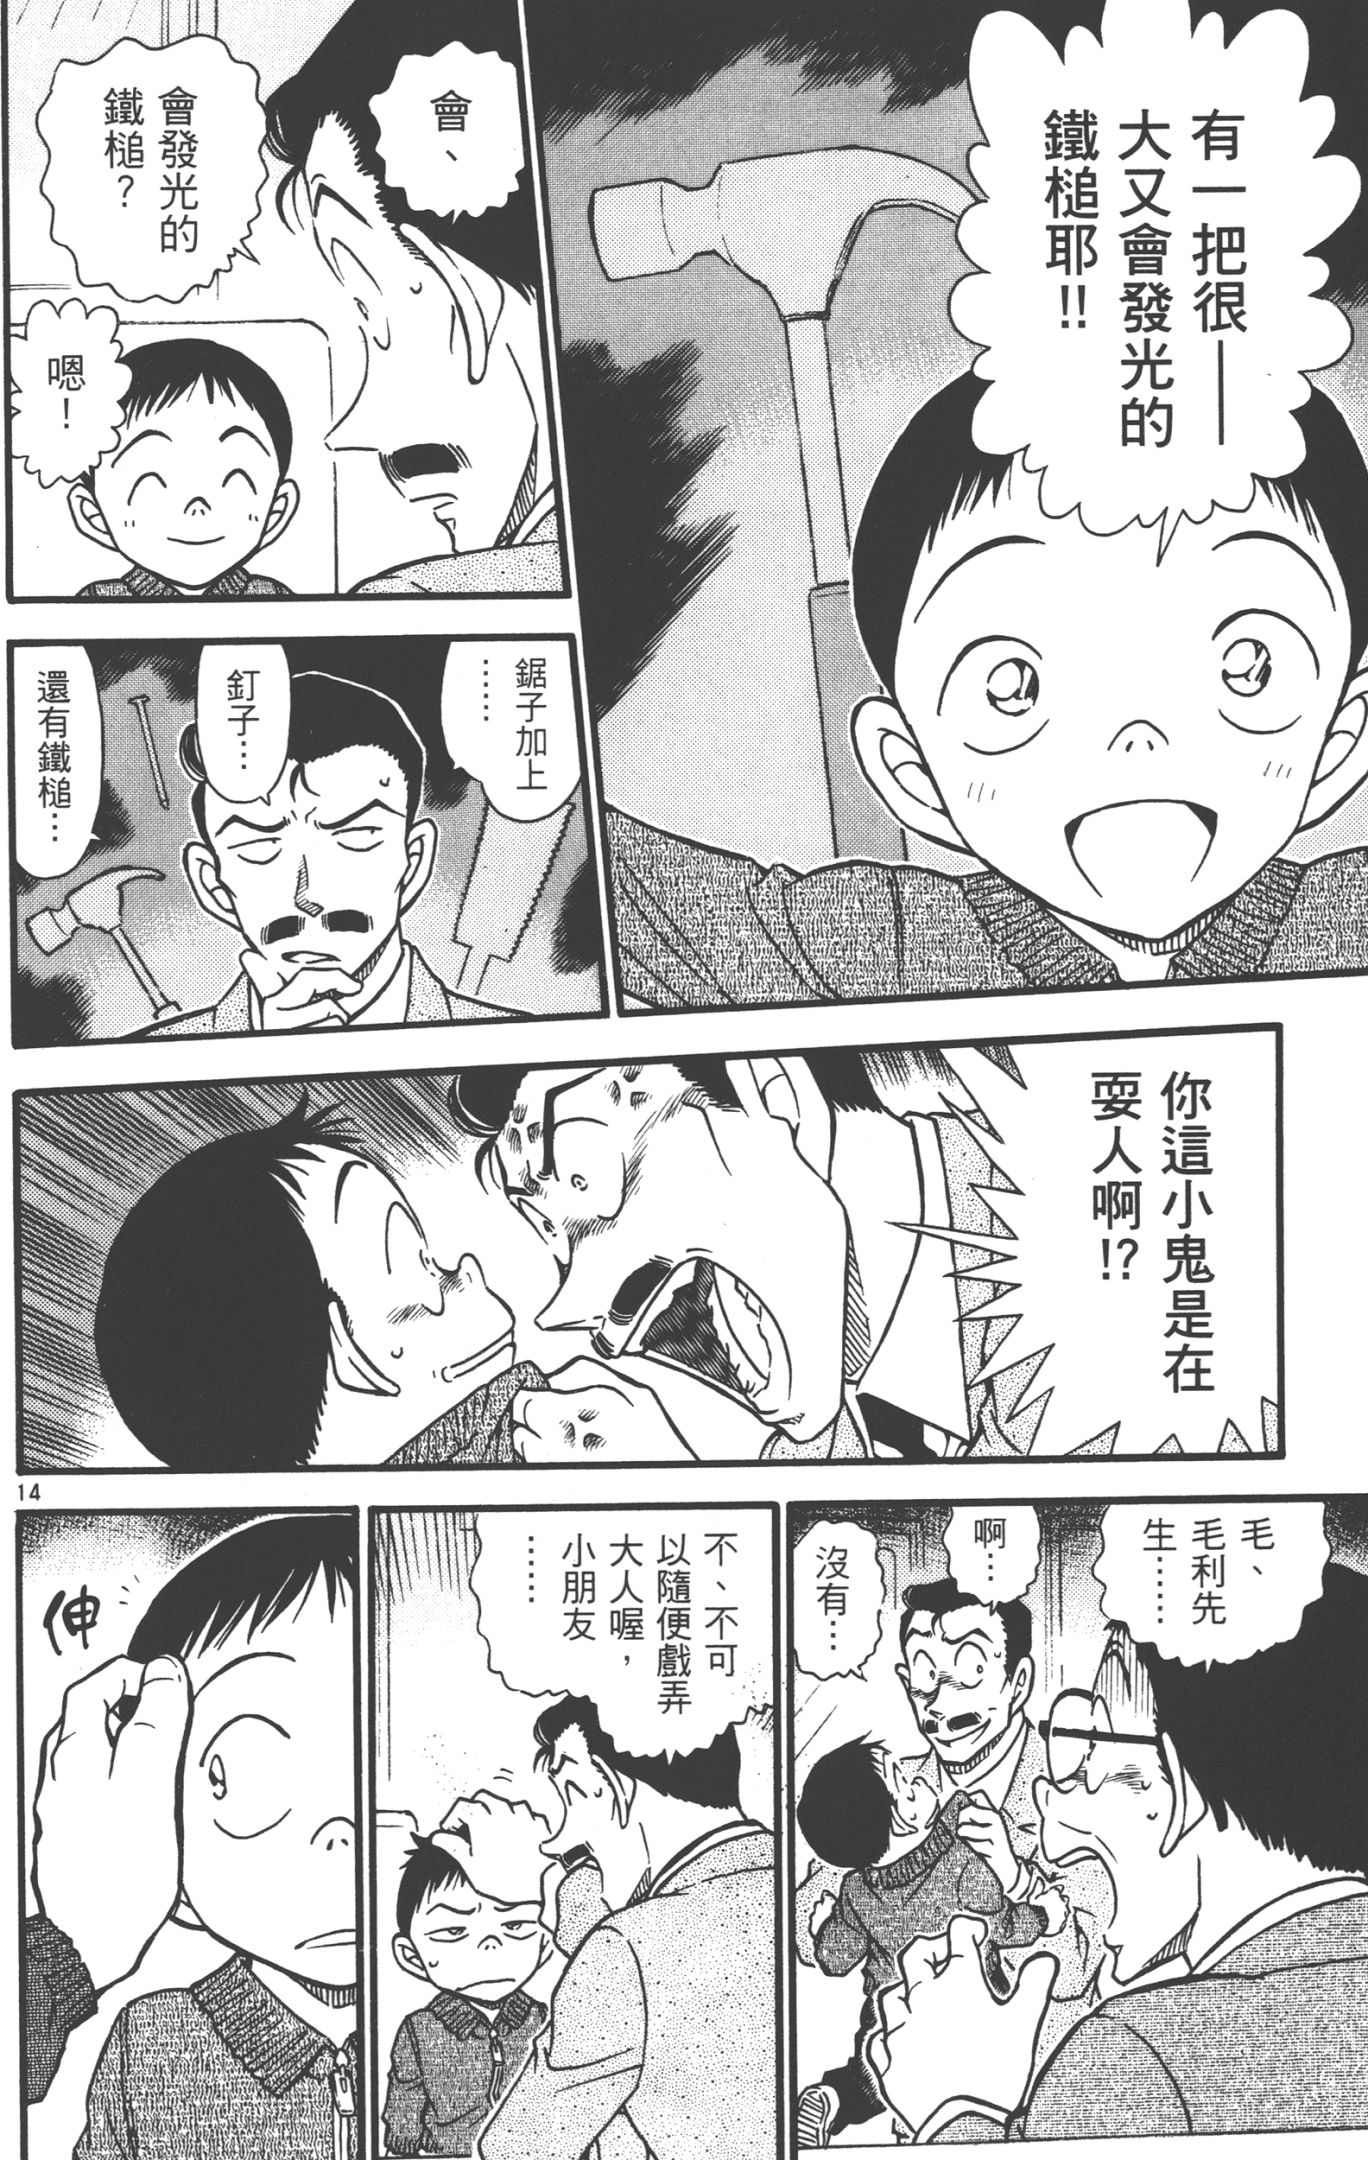 有一把很——
大又會發光的
鐵槌耶!!
會、
會發光的
鐵槌?
嗯!
鋸子加上
……
釘子…
還有鐵槌…
你這小鬼是在
耍人啊!?
毛、
毛利先
生……
啊…
沒有…
不、不可
以隨便戲弄
大人喔，
小朋友
……
伸
14